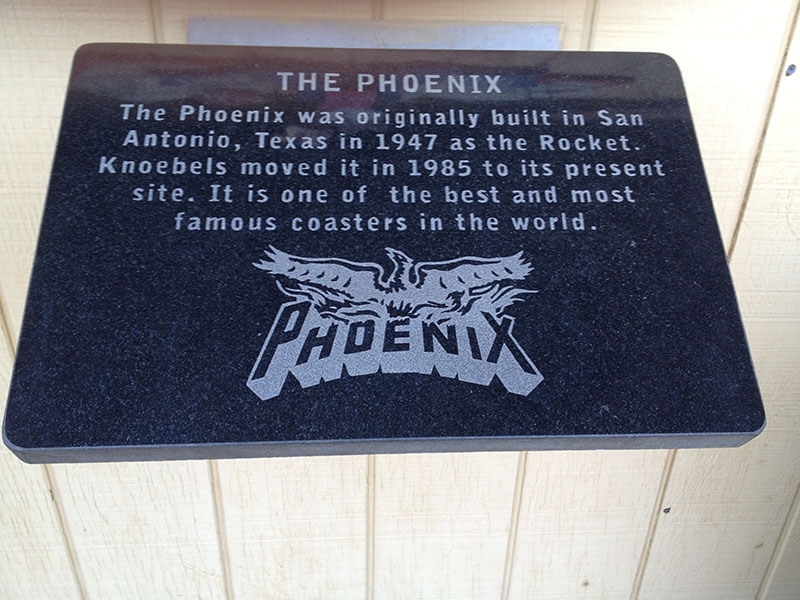 THE PHOENIX
The Phoenix was originally built in San
Antonio, Texas in 1947 as the Rocket.
Knoebels moved it in 1985 to its present
site. It is one of the best and most
famous coasters in the world.
PHOENIX